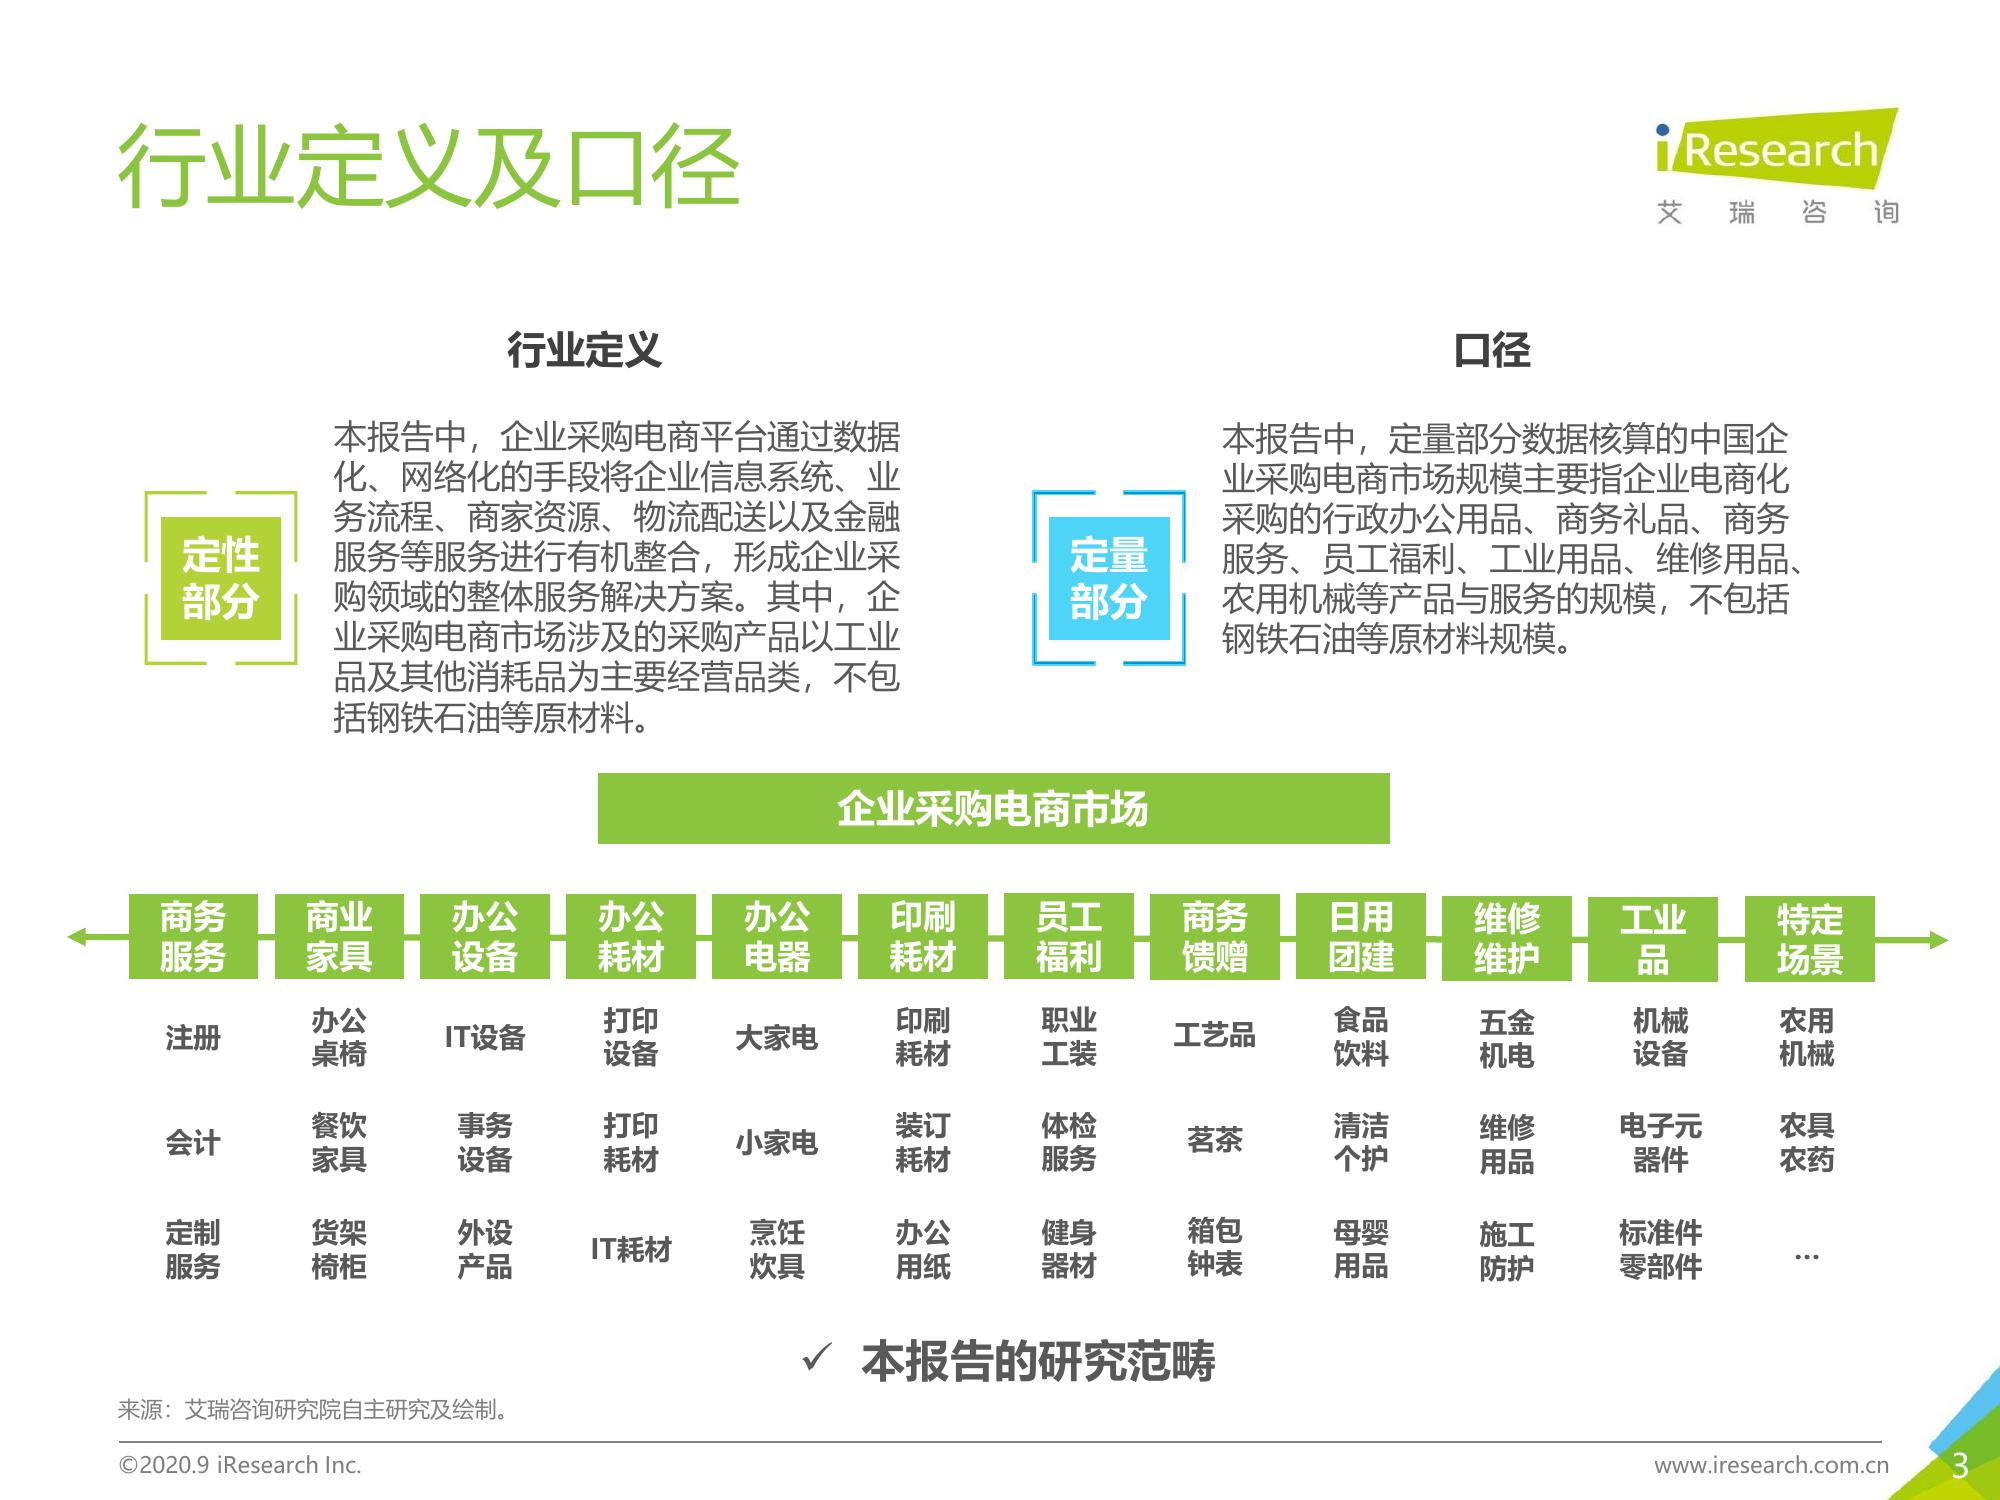 行业定义及口径
iResearch
艾瑞咨询
行业定义
本报告中，企业采购电商平台通过数据
化、网络化的手段将企业信息系统、业
务流程、商家资源、物流配送以及金融
服务等服务进行有机整合，形成企业采
购领域的整体服务解决方案。其中，企
业采购电商市场涉及的采购产品以工业
品及其他消耗品为主要经营品类，不包
括钢铁石油等原材料。
定性
部分
口径
本报告中，定量部分数据核算的中国企
业采购电商市场规模主要指企业电商化
采购的行政办公用品、商务礼品、商务
服务、员工福利、工业用品、维修用品、
农用机械等产品与服务的规模，不包括
钢铁石油等原材料规模。
定量
部分
企业采购电商市场
商务
服务
商业
家具
办公
设备
办公
耗材
办公
电器
印刷
耗材
员工
福利
商务
馈赠
日用
团建
维修
维护
工业
品
特定
场景
注册
办公
桌椅
IT设备
打印
设备
大家电
印刷
耗材
职业
工装
工艺品
食品
饮料
五金
机电
机械
设备
农用
机械
会计
餐饮
家具
事务
设备
打印
耗材
小家电
装订
耗材
体检
服务
茗茶
清洁
个护
维修
用品
电子元
器件
农具
农药
定制
服务
货架
椅柜
外设
产品
IT耗材
烹饪
炊具
办公
用纸
健身
器材
箱包
钟表
母婴
用品
施工
防护
标准件
零部件
...
✓ 本报告的研究范畴
来源：艾瑞咨询研究院自主研究及绘制。
©2020.9 iResearch Inc.
www.iresearch.com.cn
3